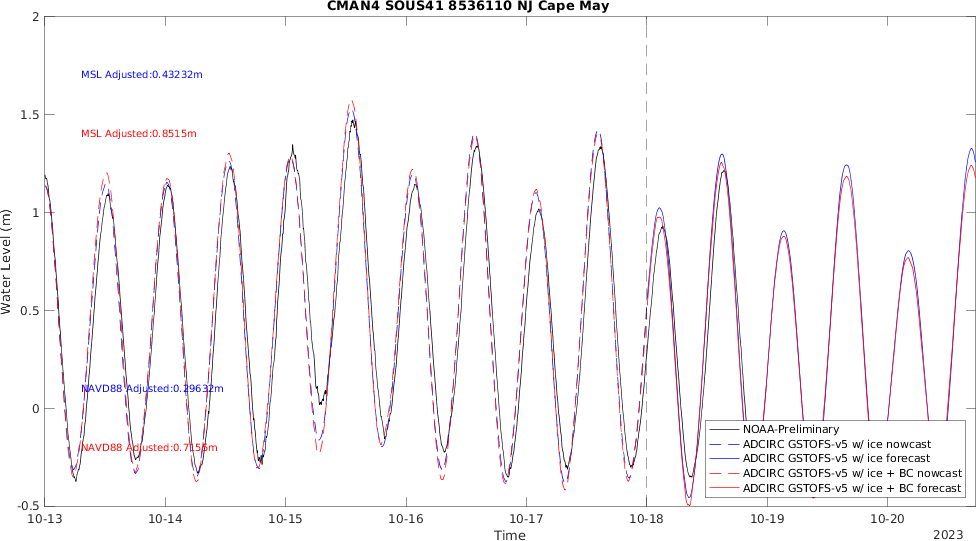 CMAN4 SOUS41 8536110 NJ Cape May
2
1.5
1
0.5
0
-0.5
Water Level (m)
MSL Adjusted:0.43232m
MSL Adjusted:0.8515m
NAVD88 Adjusted:0.29632m
NAVD88 Adjusted:0.7155m
NOAA-Preliminary
ADCIRC GSTOFS-v5 w/ ice nowcast
ADCIRC GSTOFS-v5 w/ ice forecast
ADCIRC GSTOFS-v5 w/ ice + BC nowcast
ADCIRC GSTOFS-v5 w/ ice + BC forecast
10-13 10-14 10-15 10-16 10-17 10-18 10-19 10-20
Time
2023